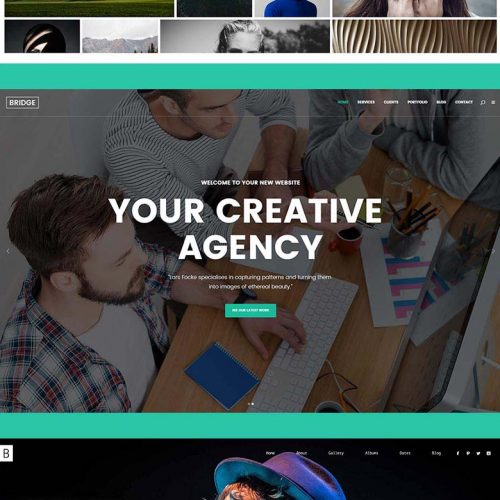 BRIDGE
HOME SERVICES CLIENTS PORTFOLIO BLOG CONTACT
WELCOME TO YOUR NEW WEBSITE
YOUR CREATIVE
AGENCY
"Lars Focke specialises in capturing patterns and turning them
into images of ethereal beauty."
SEE OUR LATEST WORK
B
Home About Gallery Albums Dates Blog